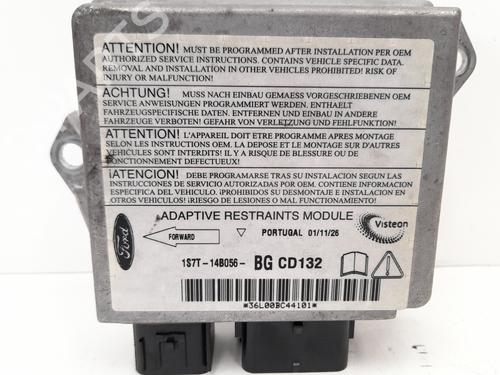 ATTENTION! MUST BE PROGRAMMED AFTER INSTALLATION PER OEM
AUTHORIZED SERVICE INSTRUCTIONS. CONTAINS VEHICLE SPECIFIC DATA.
REMOVAL AND INSTALLATION IN OTHER VEHICLES PROHIBITED! RISK OF
INJURY OR MALFUNCTION!
ACHTUNG! MUSS NACH EINBAU GEMAESS VORGESCHRIEBENEN OEM
SERVICE ANWEISUNGEN PROGRAMMIERT WERDEN. ENTHAELT
FAHRZEUGSPEZIFISCHE DATEN. ENTFERNEN UND EINBAU IN ANDERE
FAHRZEUGE VERBOTEN! GEFAHR VON VERLETZUNG UND FEHLFUNKTION!
ATTENTION! L'APPAREIL DOIT ETRE PROGRAMME APRES MONTAGE
SELON LES INSTRUCTIONS OEM. LA DEPOSE ET LE MONTAGE SUR D'AUTRES
VEHICULES SONT INTERDITS! IL Y A RISQUE DE BLESSURE OU DE
FONCTIONNEMENT DEFECTUEUX!
¡ATENCION! DEBE PROGRAMARSE TRAS SU INSTALACION SEGUN LAS
INSTRUCCIONES DE SERVICIO AUTORIZADAS POR OEM. CONTIENE INFORMACION
ESPECIFICA DEL VEHICULO. ¡PROHIBIDO SU DESMONTAJE E INSTALACION EN
OTROS VEHICULOS! ¡RIESGO DE LESIONES O MAL FUNCIONAMIENTO!
ADAPTIVE RESTRAINTS MODULE
Ford
FORWARD
PORTUGAL 01/11/26
Visteon
1S7T-14B056- BG CD132
*36L00BC44101*